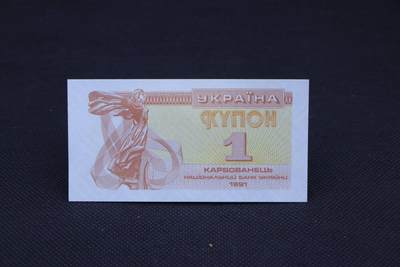 УКРАЇНА
КУПОН
1
КАРБОВАНЕЦЬ
НАЦІОНАЛЬНИЙ БАНК УКРАЇНИ
1991